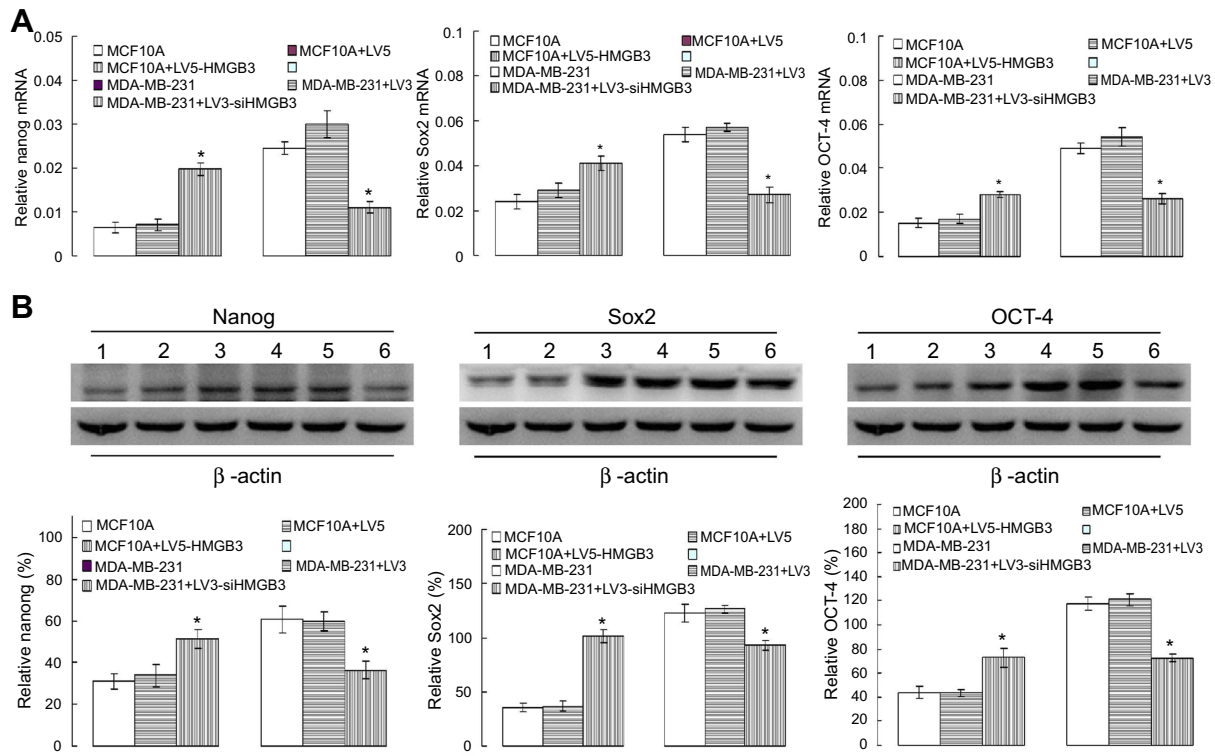 A
Relative nanog mRNA
0.05
0.04
0.03
0.02
0.01
0
MCF10A
MCF10A+LV5
MCF10A+LV5-HMGB3
MDA-MB-231
MDA-MB-231+LV3
MDA-MB-231+LV3-siHMGB3
*
*
Relative Sox2 mRNA
0.1
0.08
0.06
0.04
0.02
0
MCF10A
MCF10A+LV5
MCF10A+LV5-HMGB3
MDA-MB-231
MDA-MB-231+LV3
MDA-MB-231+LV3-siHMGB3
*
*
Relative OCT-4 mRNA
0.1
0.08
0.06
0.04
0.02
0
MCF10A
MCF10A+LV5
MCF10A+LV5-HMGB3
MDA-MB-231
MDA-MB-231+LV3
MDA-MB-231+LV3-siHMGB3
*
*
B
Nanog
1 2 3 4 5 6
β -actin
Sox2
1 2 3 4 5 6
β -actin
OCT-4
1 2 3 4 5 6
β -actin
Relative nanong (%)
100
80
60
40
20
0
MCF10A
MCF10A+LV5
MCF10A+LV5-HMGB3
MDA-MB-231
MDA-MB-231+LV3
MDA-MB-231+LV3-siHMGB3
*
*
Relative Sox2 (%)
200
150
100
50
0
MCF10A
MCF10A+LV5
MCF10A+LV5-HMGB3
MDA-MB-231
MDA-MB-231+LV3
MDA-MB-231+LV3-siHMGB3
*
*
Relative OCT-4 (%)
200
180
160
140
120
100
80
60
40
20
0
MCF10A
MCF10A+LV5
MCF10A+LV5-HMGB3
MDA-MB-231
MDA-MB-231+LV3
MDA-MB-231+LV3-siHMGB3
*
*